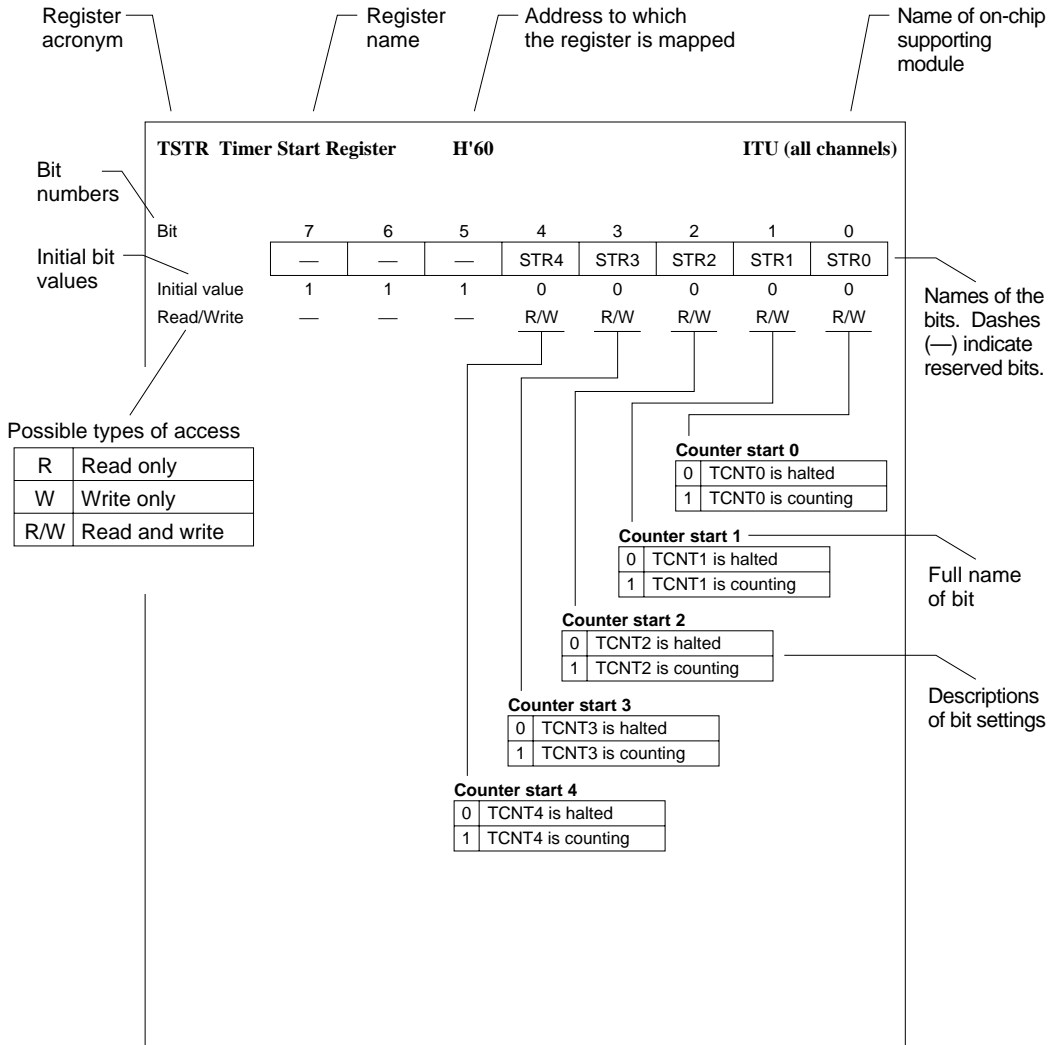 Register
acronym
Register
name
Address to which
the register is mapped
Name of on-chip
supporting
module
TSTR Timer Start Register H'60 ITU (all channels)
Bit
numbers
Bit 7 6 5 4 3 2 1 0
Initial bit
values
— — — STR4 STR3 STR2 STR1 STR0
Initial value 1 1 1 0 0 0 0 0
Read/Write — — — R/W R/W R/W R/W R/W
Names of the
bits. Dashes
(—) indicate
reserved bits.
Possible types of access
R Read only
W Write only
R/W Read and write
Counter start 0
0 TCNT0 is halted
1 TCNT0 is counting
Counter start 1
0 TCNT1 is halted
1 TCNT1 is counting
Full name
of bit
Counter start 2
0 TCNT2 is halted
1 TCNT2 is counting
Descriptions
of bit settings
Counter start 3
0 TCNT3 is halted
1 TCNT3 is counting
Counter start 4
0 TCNT4 is halted
1 TCNT4 is counting